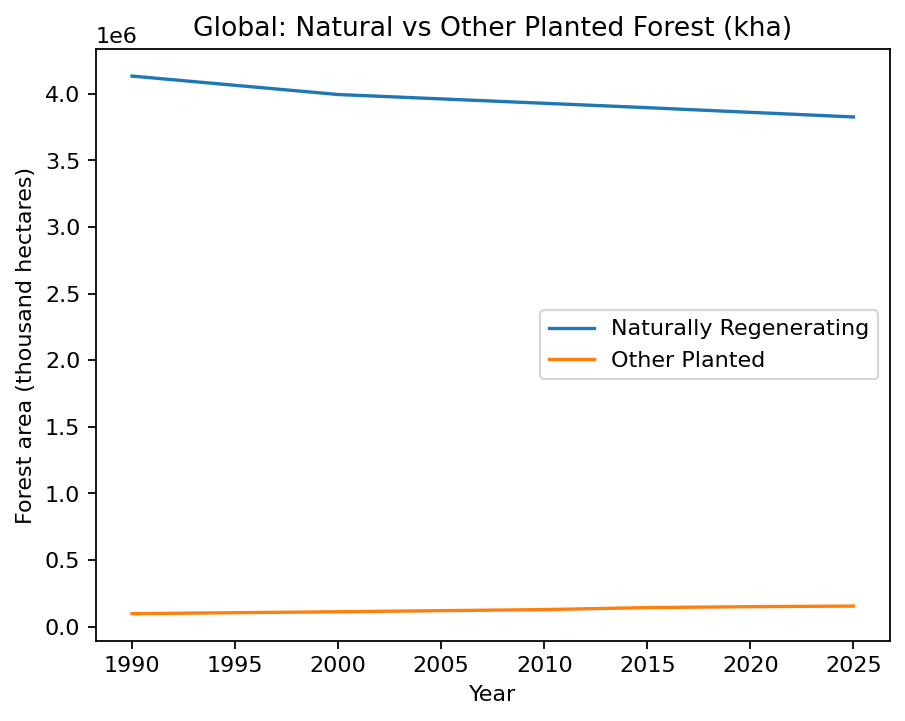 Global: Natural vs Other Planted Forest (kha)
1e6
4.0
3.5
3.0
2.5
2.0
1.5
1.0
0.5
0.0
Forest area (thousand hectares)
Naturally Regenerating
Other Planted
1990 1995 2000 2005 2010 2015 2020 2025
Year